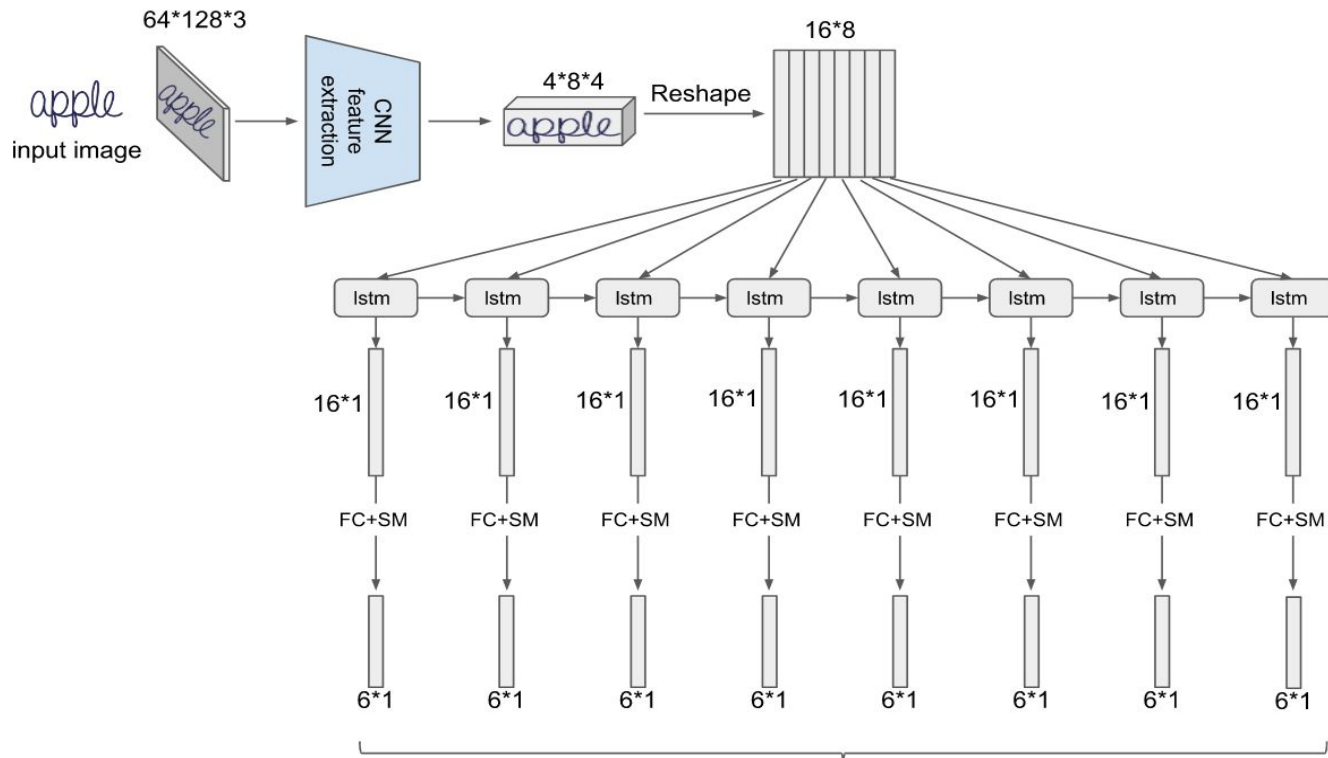 64*128*3
16*8
4*8*4
CNN
feature
extraction
apple
apple
apple
Reshape
input image
lstm lstm lstm lstm lstm lstm lstm lstm
16*1 16*1 16*1 16*1 16*1 16*1 16*1 16*1
FC+SM FC+SM FC+SM FC+SM FC+SM FC+SM FC+SM FC+SM
6*1 6*1 6*1 6*1 6*1 6*1 6*1 6*1